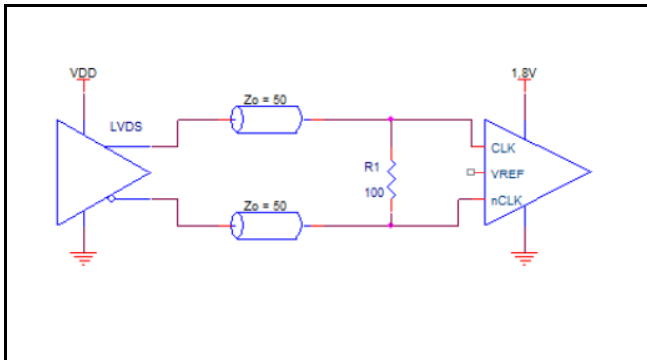 VDD
1.8V
Zo = 50
LVDS
CLK
R1
VREF
100
nCLK
Zo = 50